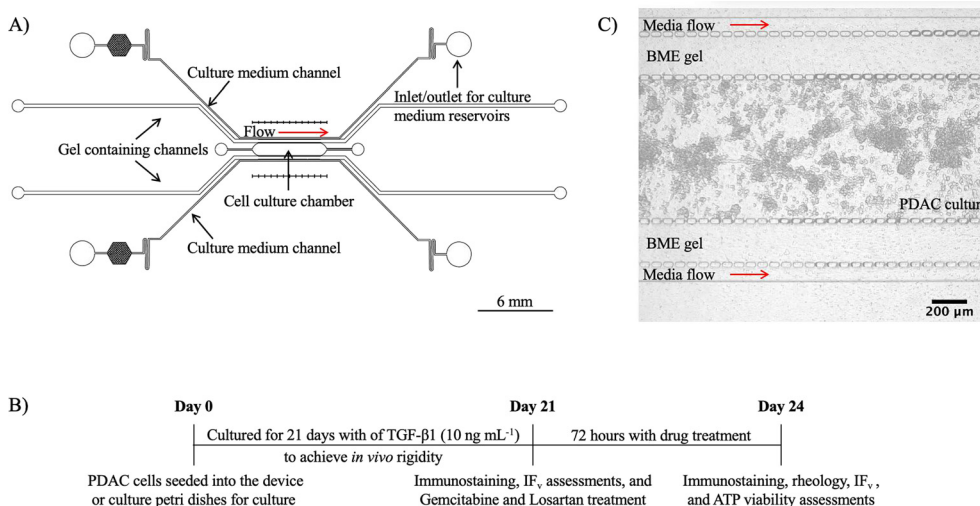 A)
Culture medium channel
Inlet/outlet for culture
medium reservoirs
Flow
Gel containing channels
Cell culture chamber
Culture medium channel
6 mm
C)
Media flow
BME gel
PDAC cultur
BME gel
Media flow
200 µm
B)
Day 0
Day 21
Day 24
Cultured for 21 days with of TGF-β1 (10 ng mL⁻¹)
to achieve in vivo rigidity
72 hours with drug treatment
PDAC cells seeded into the device
or culture petri dishes for culture
Immunostaining, IFᵥ assessments, and
Gemcitabine and Losartan treatment
Immunostaining, rheology, IFᵥ ,
and ATP viability assessments